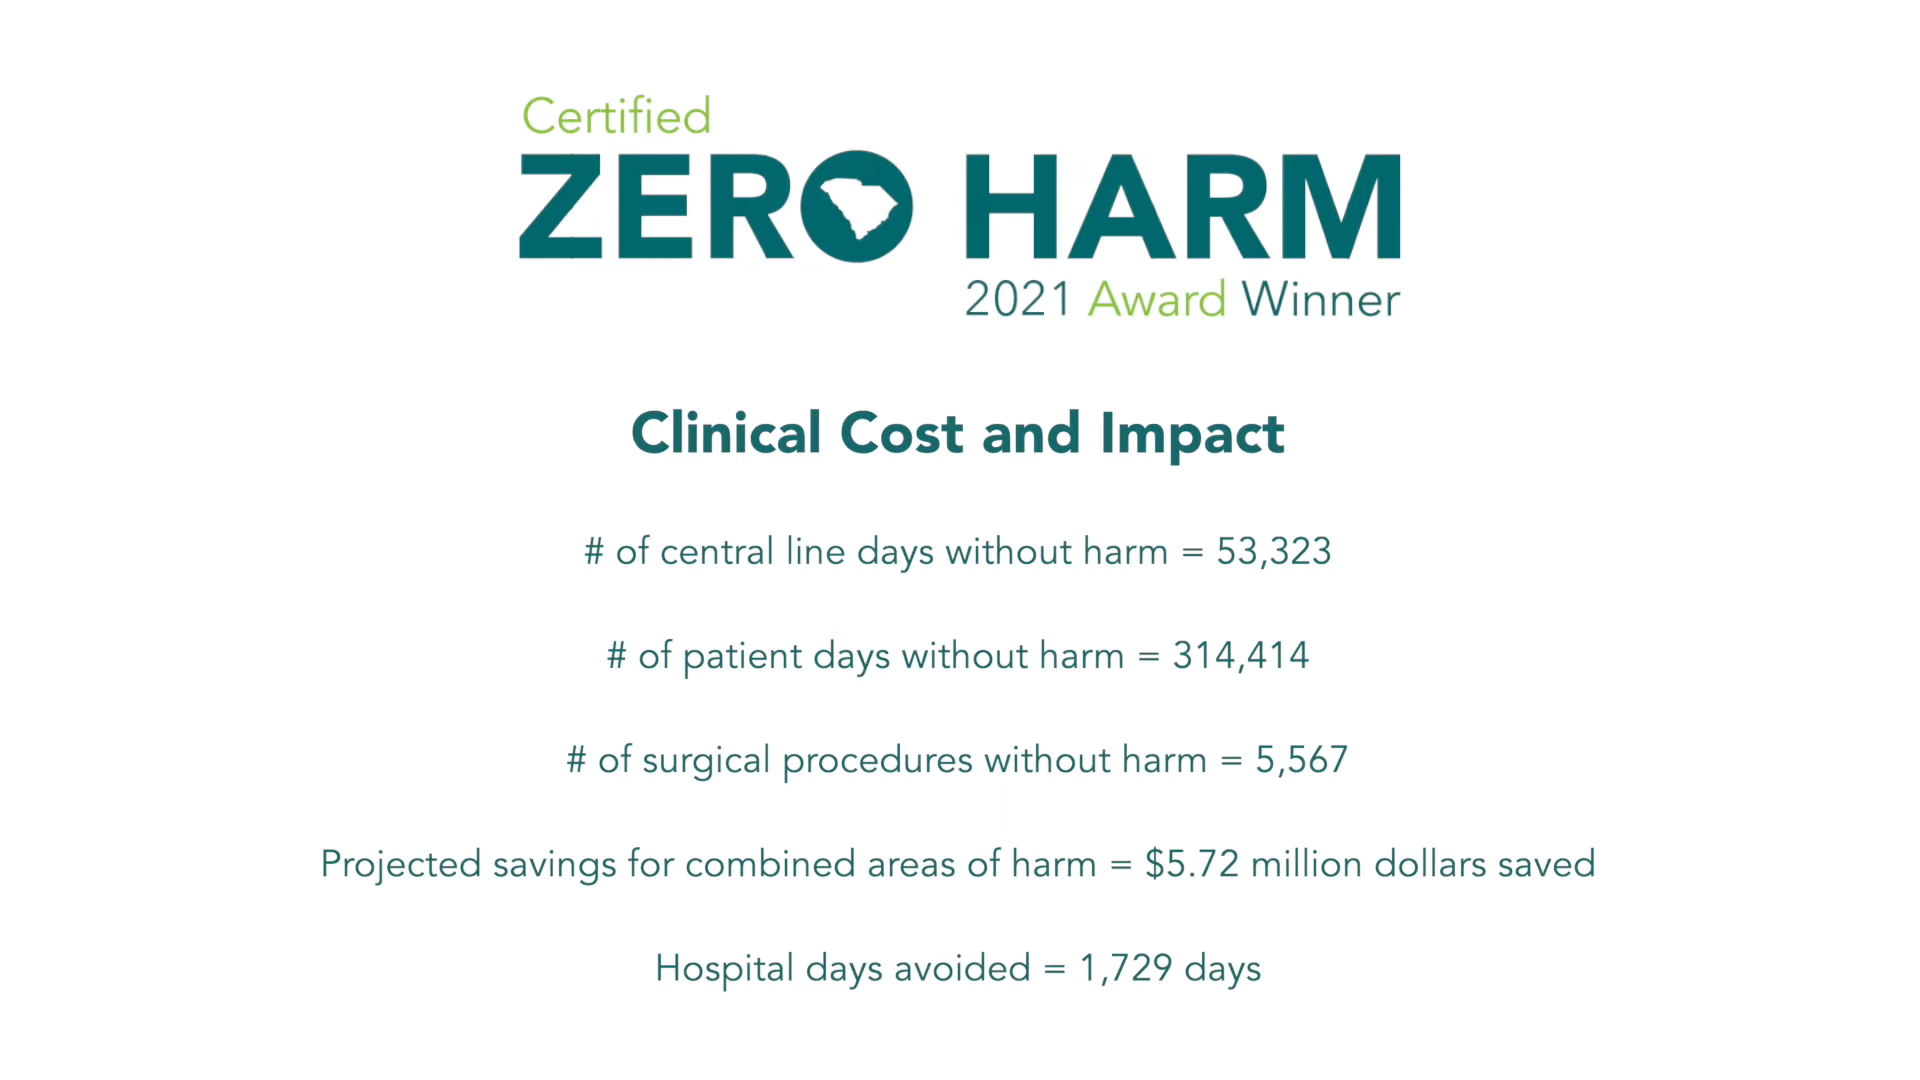 Certified
ZERO HARM
2021 Award Winner
Clinical Cost and Impact
# of central line days without harm = 53,323
# of patient days without harm = 314,414
# of surgical procedures without harm = 5,567
Projected savings for combined areas of harm = $5.72 million dollars saved
Hospital days avoided = 1,729 days